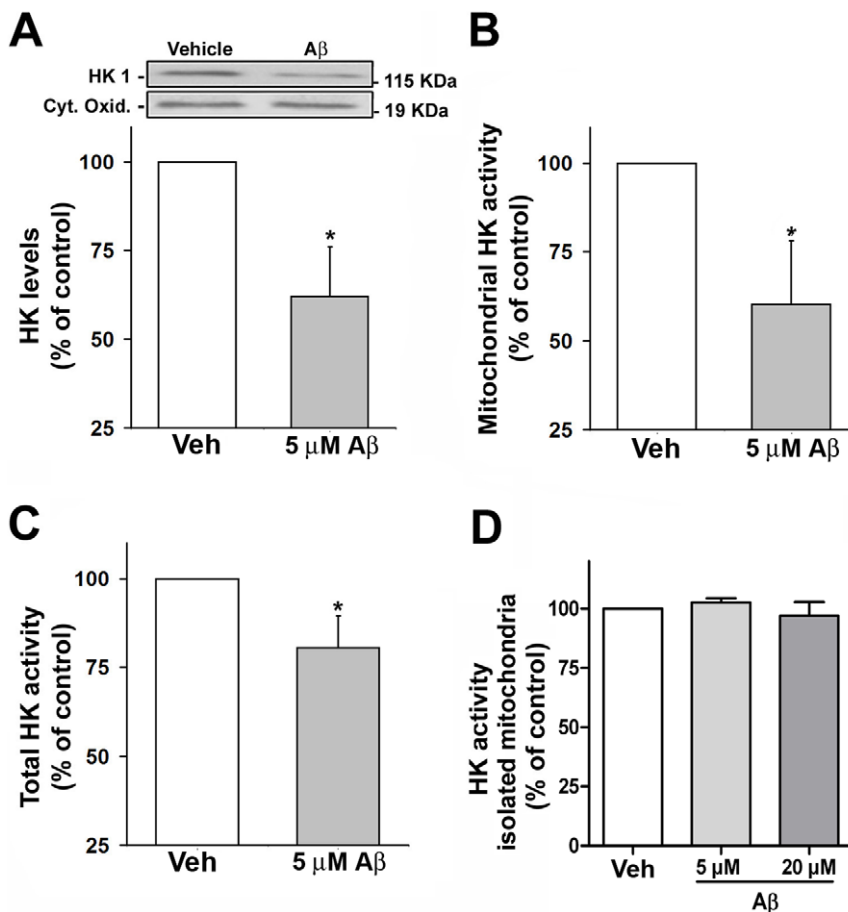 A
Vehicle Aβ
HK 1 - - 115 KDa
Cyt. Oxid. - - 19 KDa
HK levels
(% of control)
100
75
50
25
*
Veh 5 μM Aβ
B
Mitochondrial HK activity
(% of control)
100
75
50
25
*
Veh 5 μM Aβ
C
Total HK activity
(% of control)
100
75
50
25
*
Veh 5 μM Aβ
D
HK activity
isolated mitochondria
(% of control)
100
75
50
25
0
Veh 5 μM 20 μM
Aβ